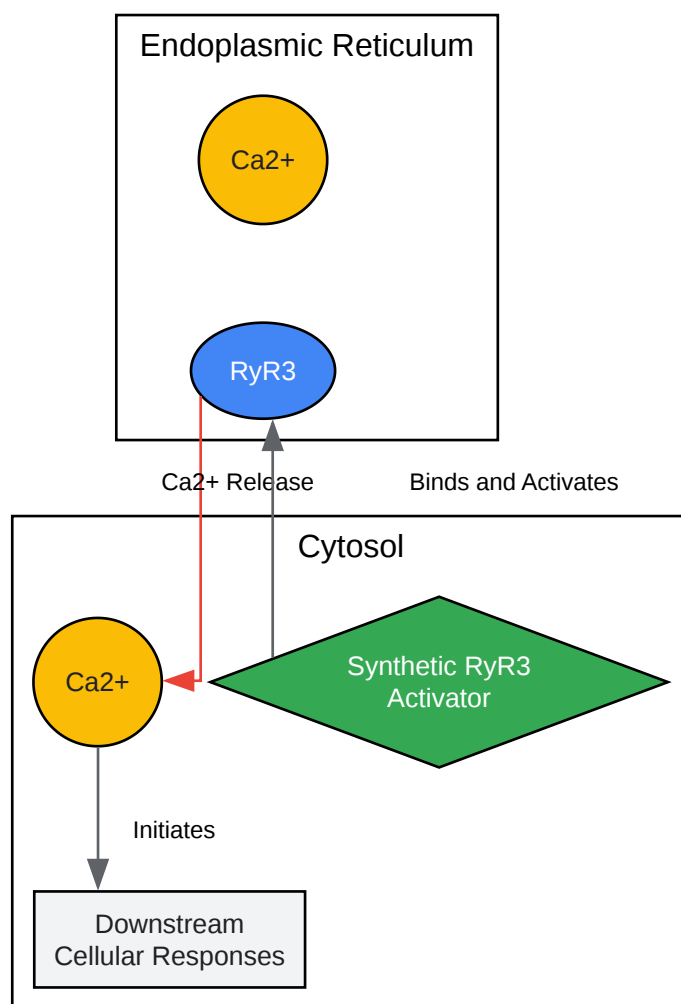 Endoplasmic Reticulum
Ca2+
RyR3
Ca2+ Release
Binds and Activates
Cytosol
Ca2+
Synthetic RyR3
Activator
Initiates
Downstream
Cellular Responses